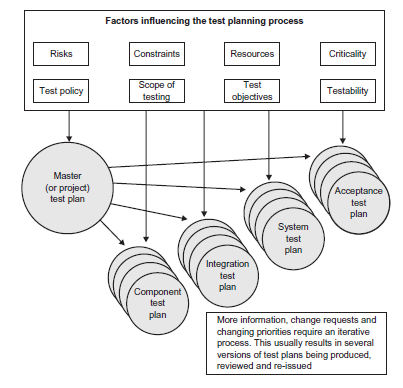 Factors influencing the test planning process
Risks
Constraints
Resources
Criticality
Test policy
Scope of
testing
Test
objectives
Testability
Master
(or project)
test plan
Acceptance
test
plan
System
test
plan
Integration
test
plan
Component
test
plan
More information, change requests and
changing priorities require an iterative
process. This usually results in several
versions of test plans being produced,
reviewed and re-issued